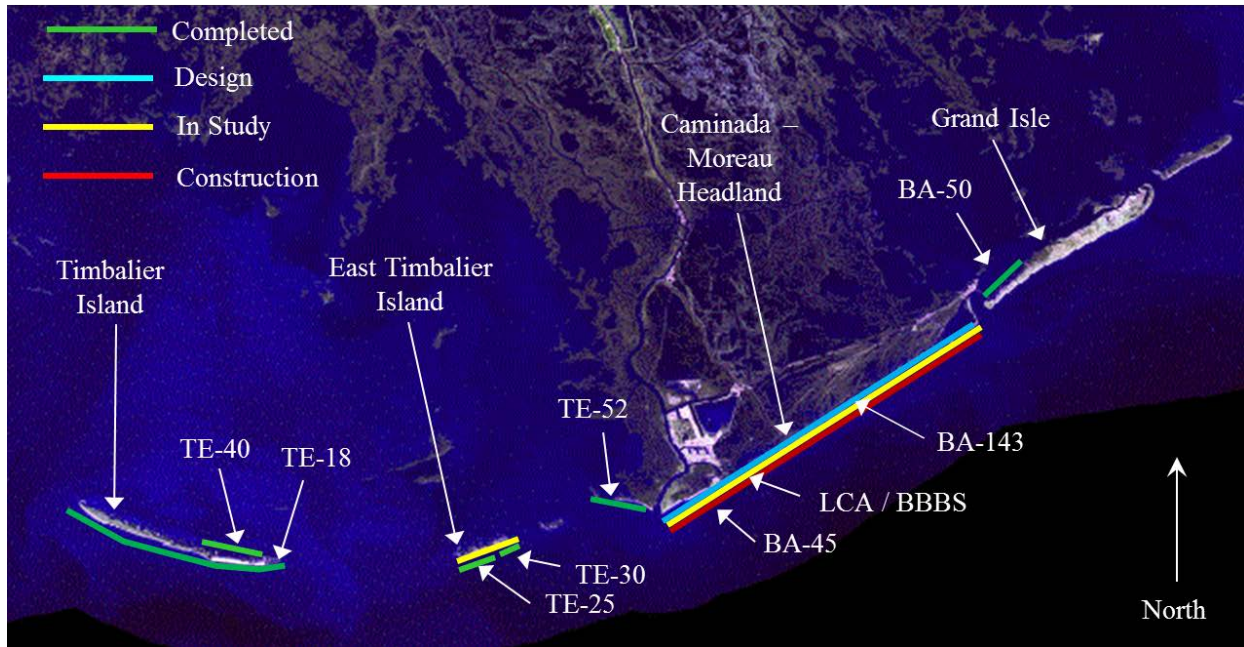 Completed
Design
In Study
Construction
Caminada –
Moreau
Headland
Grand Isle
BA-50
Timbalier
Island
East Timbalier
Island
TE-40
TE-18
TE-52
BA-143
LCA / BBBS
BA-45
TE-30
TE-25
North